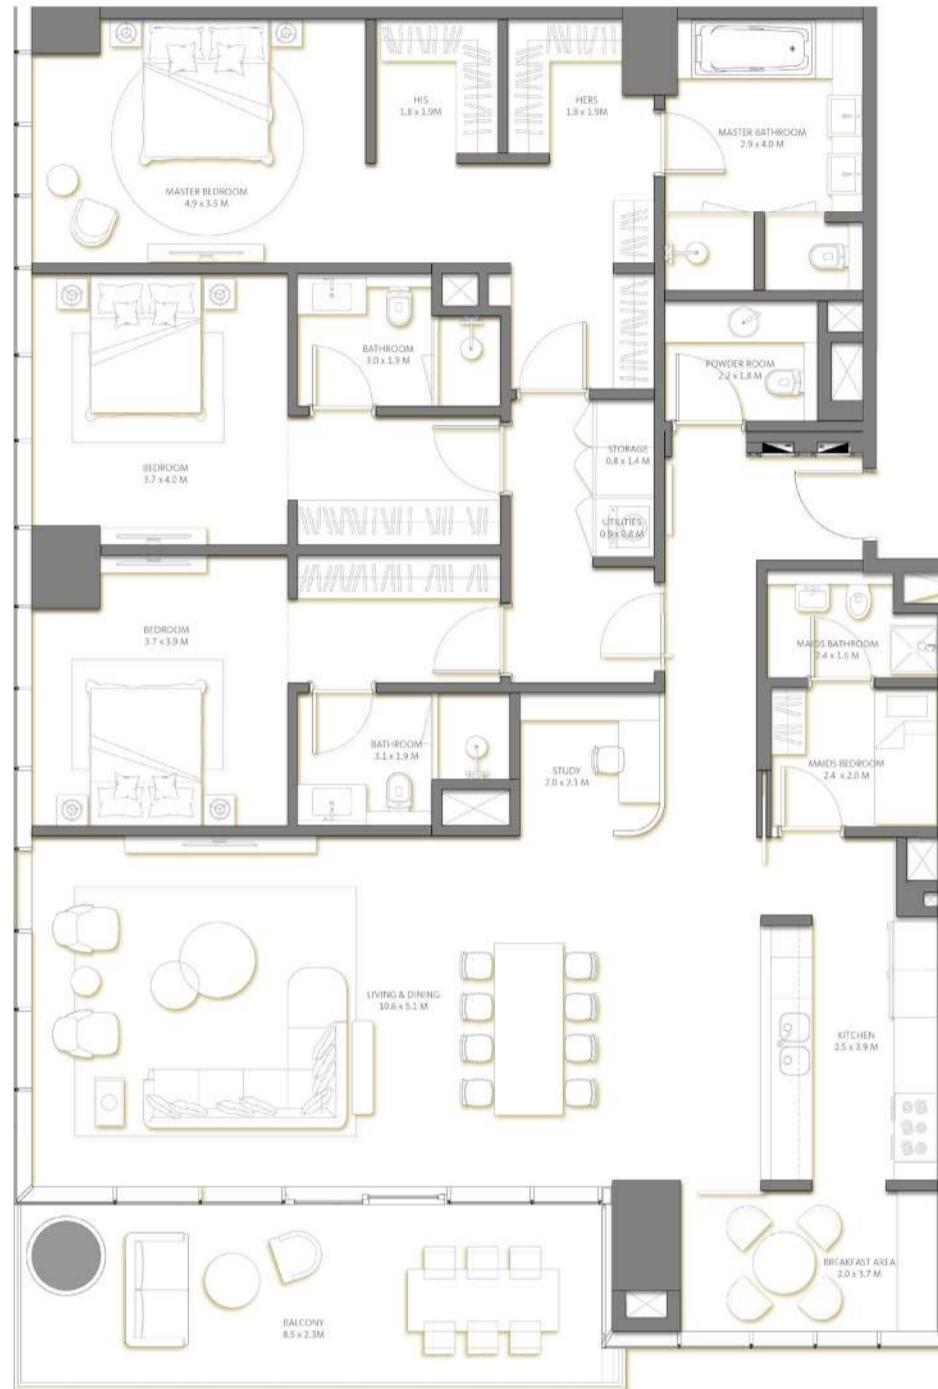 HIS
1.8 x 1.9M
HERS
1.8 x 1.9M
MASTER BATHROOM
2.9 x 4.0 M
MASTER BEDROOM
4.9 x 3.5 M
BATHROOM
3.0 x 1.9 M
POWDER ROOM
2.2 x 1.8 M
BEDROOM
3.7 x 4.0 M
STORAGE
0.8 x 1.4 M
UTILITIES
0.9 x 0.8 M
BEDROOM
3.7 x 3.9 M
MAIDS BATHROOM
2.4 x 1.6 M
BATHROOM
3.1 x 1.9 M
STUDY
2.0 x 2.1 M
MAIDS BEDROOM
2.4 x 2.0 M
LIVING & DINING
10.6 x 5.1 M
KITCHEN
2.5 x 3.9 M
BREAKFAST AREA
2.0 x 3.7 M
BALCONY
8.5 x 2.3M